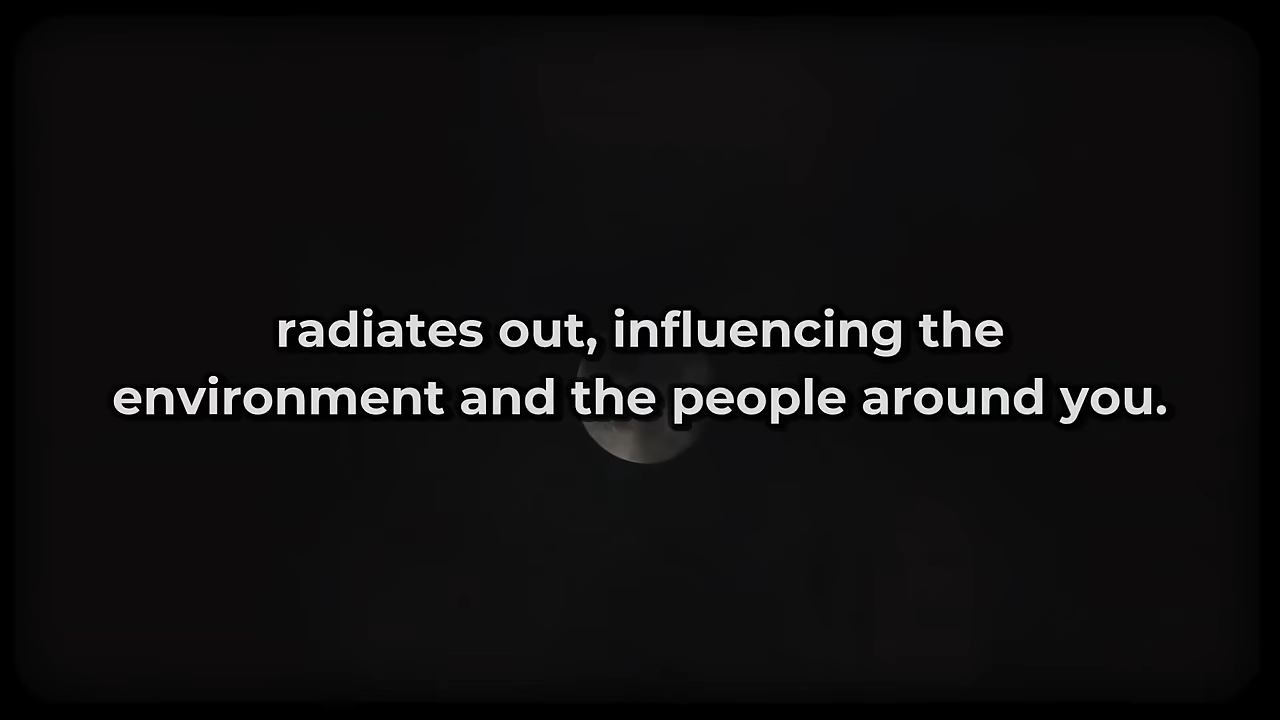 radiates out, influencing the
environment and the people around you.